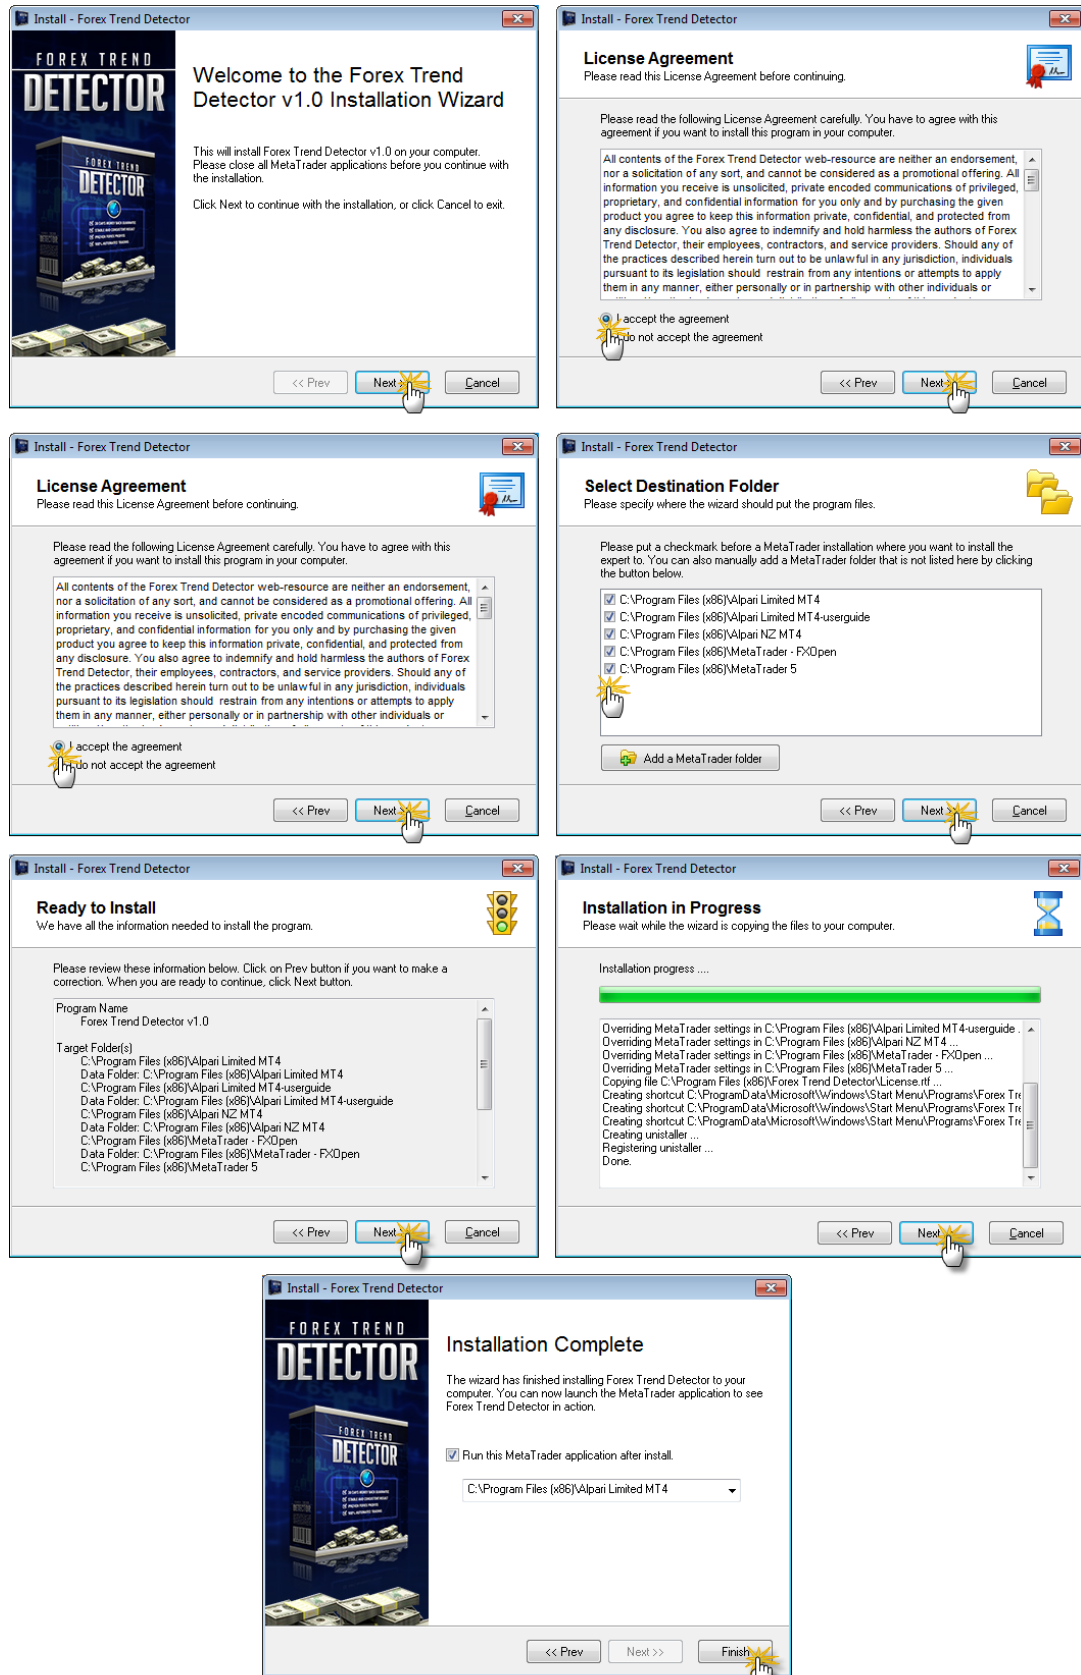 Install - Forex Trend Detector
FOREX TREND
DETECTOR
FOREX TREND
DETECTOR
Welcome to the Forex Trend
Detector v1.0 Installation Wizard
This will install Forex Trend Detector v1.0 on your computer.
Please close all MetaTrader applications before you continue with
the installation.
Click Next to continue with the installation, or click Cancel to exit.
<< Prev
Next
Cancel
Install - Forex Trend Detector
License Agreement
Please read this License Agreement before continuing.
Please read the following License Agreement carefully. You have to agree with this
agreement if you want to install this program in your computer.
All contents of the Forex Trend Detector web-resource are neither an endorsement,
nor a solicitation of any sort, and cannot be considered as a promotional offering. All
information you receive is unsolicited, private encoded communications of privileged,
proprietary, and confidential information for you only and by purchasing the given
product you agree to keep this information private, confidential, and protected from
any disclosure. You also agree to indemnify and hold harmless the authors of Forex
Trend Detector, their employees, contractors, and service providers. Should any of
the practices described herein turn out to be unlawful in any jurisdiction, individuals
pursuant to its legislation should restrain from any intentions or attempts to apply
them in any manner, either personally or in partnership with other individuals or
I accept the agreement
do not accept the agreement
<< Prev
Next
Cancel
Install - Forex Trend Detector
License Agreement
Please read this License Agreement before continuing.
Please read the following License Agreement carefully. You have to agree with this
agreement if you want to install this program in your computer.
All contents of the Forex Trend Detector web-resource are neither an endorsement,
nor a solicitation of any sort, and cannot be considered as a promotional offering. All
information you receive is unsolicited, private encoded communications of privileged,
proprietary, and confidential information for you only and by purchasing the given
product you agree to keep this information private, confidential, and protected from
any disclosure. You also agree to indemnify and hold harmless the authors of Forex
Trend Detector, their employees, contractors, and service providers. Should any of
the practices described herein turn out to be unlawful in any jurisdiction, individuals
pursuant to its legislation should restrain from any intentions or attempts to apply
them in any manner, either personally or in partnership with other individuals or
I accept the agreement
do not accept the agreement
<< Prev
Next
Cancel
Install - Forex Trend Detector
Select Destination Folder
Please specify where the wizard should put the program files.
Please put a checkmark before a MetaTrader installation where you want to install the
expert to. You can also manually add a MetaTrader folder that is not listed here by clicking
the button below.
C:\Program Files (x86)\Alpari Limited MT4
C:\Program Files (x86)\Alpari Limited MT4-userguide
C:\Program Files (x86)\Alpari NZ MT4
C:\Program Files (x86)\MetaTrader - FXOpen
C:\Program Files (x86)\MetaTrader 5
Add a MetaTrader folder
<< Prev
Next
Cancel
Install - Forex Trend Detector
Ready to Install
We have all the information needed to install the program.
Please review these information below. Click on Prev button if you want to make a
correction. When you are ready to continue, click Next button.
Program Name
Forex Trend Detector v1.0
Target Folder(s)
C:\Program Files (x86)\Alpari Limited MT4
Data Folder: C:\Program Files (x86)\Alpari Limited MT4
C:\Program Files (x86)\Alpari Limited MT4-userguide
Data Folder: C:\Program Files (x86)\Alpari Limited MT4-userguide
C:\Program Files (x86)\Alpari NZ MT4
Data Folder: C:\Program Files (x86)\Alpari NZ MT4
C:\Program Files (x86)\MetaTrader - FXOpen
Data Folder: C:\Program Files (x86)\MetaTrader - FXOpen
C:\Program Files (x86)\MetaTrader 5
<< Prev
Next
Cancel
Install - Forex Trend Detector
Installation in Progress
Please wait while the wizard is copying the files to your computer.
Installation progress ....
Overriding MetaTrader settings in C:\Program Files (x86)\Alpari Limited MT4-userguide .
Overriding MetaTrader settings in C:\Program Files (x86)\Alpari NZ MT4 ...
Overriding MetaTrader settings in C:\Program Files (x86)\MetaTrader - FXOpen ...
Overriding MetaTrader settings in C:\Program Files (x86)\MetaTrader 5 ...
Copying file C:\Program Files (x86)\Forex Trend Detector\License.rtf ...
Creating shortcut C:\ProgramData\Microsoft\Windows\Start Menu\Programs\Forex Tre
Creating shortcut C:\ProgramData\Microsoft\Windows\Start Menu\Programs\Forex Tre
Creating shortcut C:\ProgramData\Microsoft\Windows\Start Menu\Programs\Forex Tre
Creating unistaller ...
Registering unistaller ...
Done.
<< Prev
Next
Cancel
Install - Forex Trend Detector
FOREX TREND
DETECTOR
FOREX TREND
DETECTOR
Installation Complete
The wizard has finished installing Forex Trend Detector to your
computer. You can now launch the MetaTrader application to see
Forex Trend Detector in action.
Run this MetaTrader application after install.
C:\Program Files (x86)\Alpari Limited MT4
<< Prev
Next >>
Finish